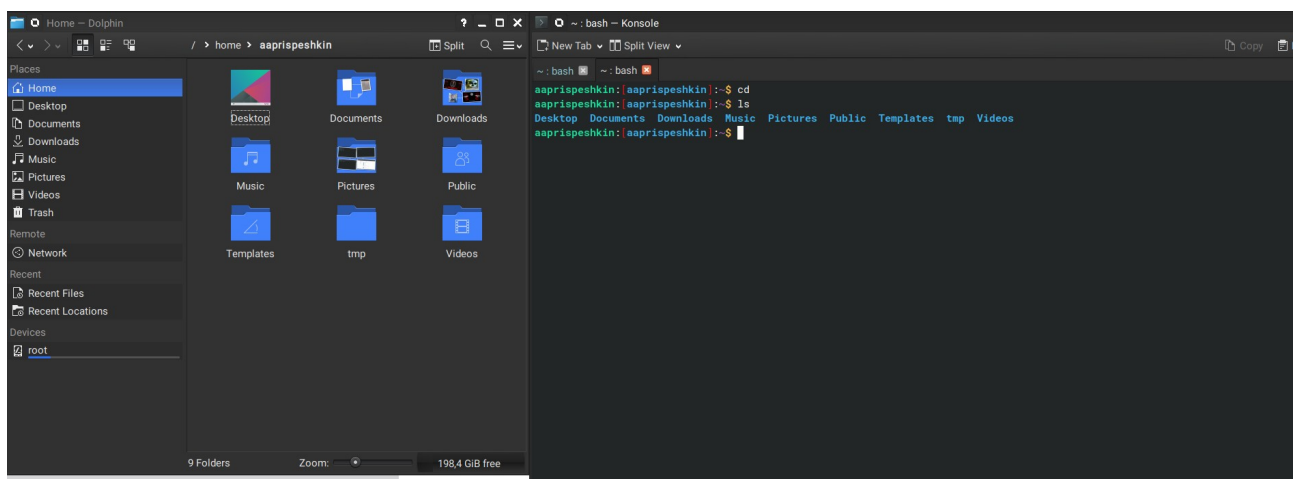 Home — Dolphin
/ > home > aaprispeshkin
Split
Places
Home
Desktop
Documents
Downloads
Music
Pictures
Videos
Trash
Remote
Network
Recent
Recent Files
Recent Locations
Devices
root
Desktop Documents Downloads
Music Pictures Public
Templates tmp Videos
9 Folders Zoom: 198,4 GiB free
~ : bash — Konsole
New Tab Split View Copy
~ : bash ~ : bash
aaprispeshkin:[aaprispeshkin]:~$ cd
aaprispeshkin:[aaprispeshkin]:~$ ls
Desktop Documents Downloads Music Pictures Public Templates tmp Videos
aaprispeshkin:[aaprispeshkin]:~$